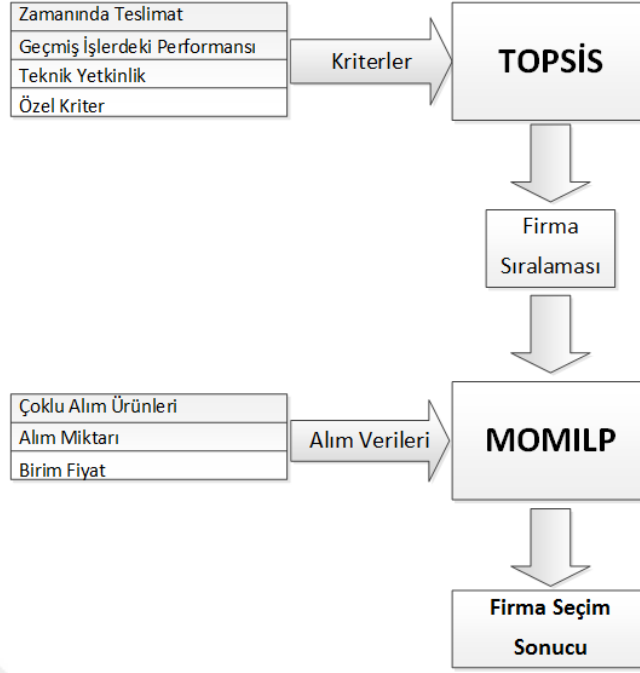 Zamanında Teslimat
Geçmiş İşlerdeki Performansı
Teknik Yetkinlik
Özel Kriter
Kriterler
TOPSİS
Firma
Sıralaması
Çoklu Alım Ürünleri
Alım Miktarı
Birim Fiyat
Alım Verileri
MOMILP
Firma Seçim
Sonucu